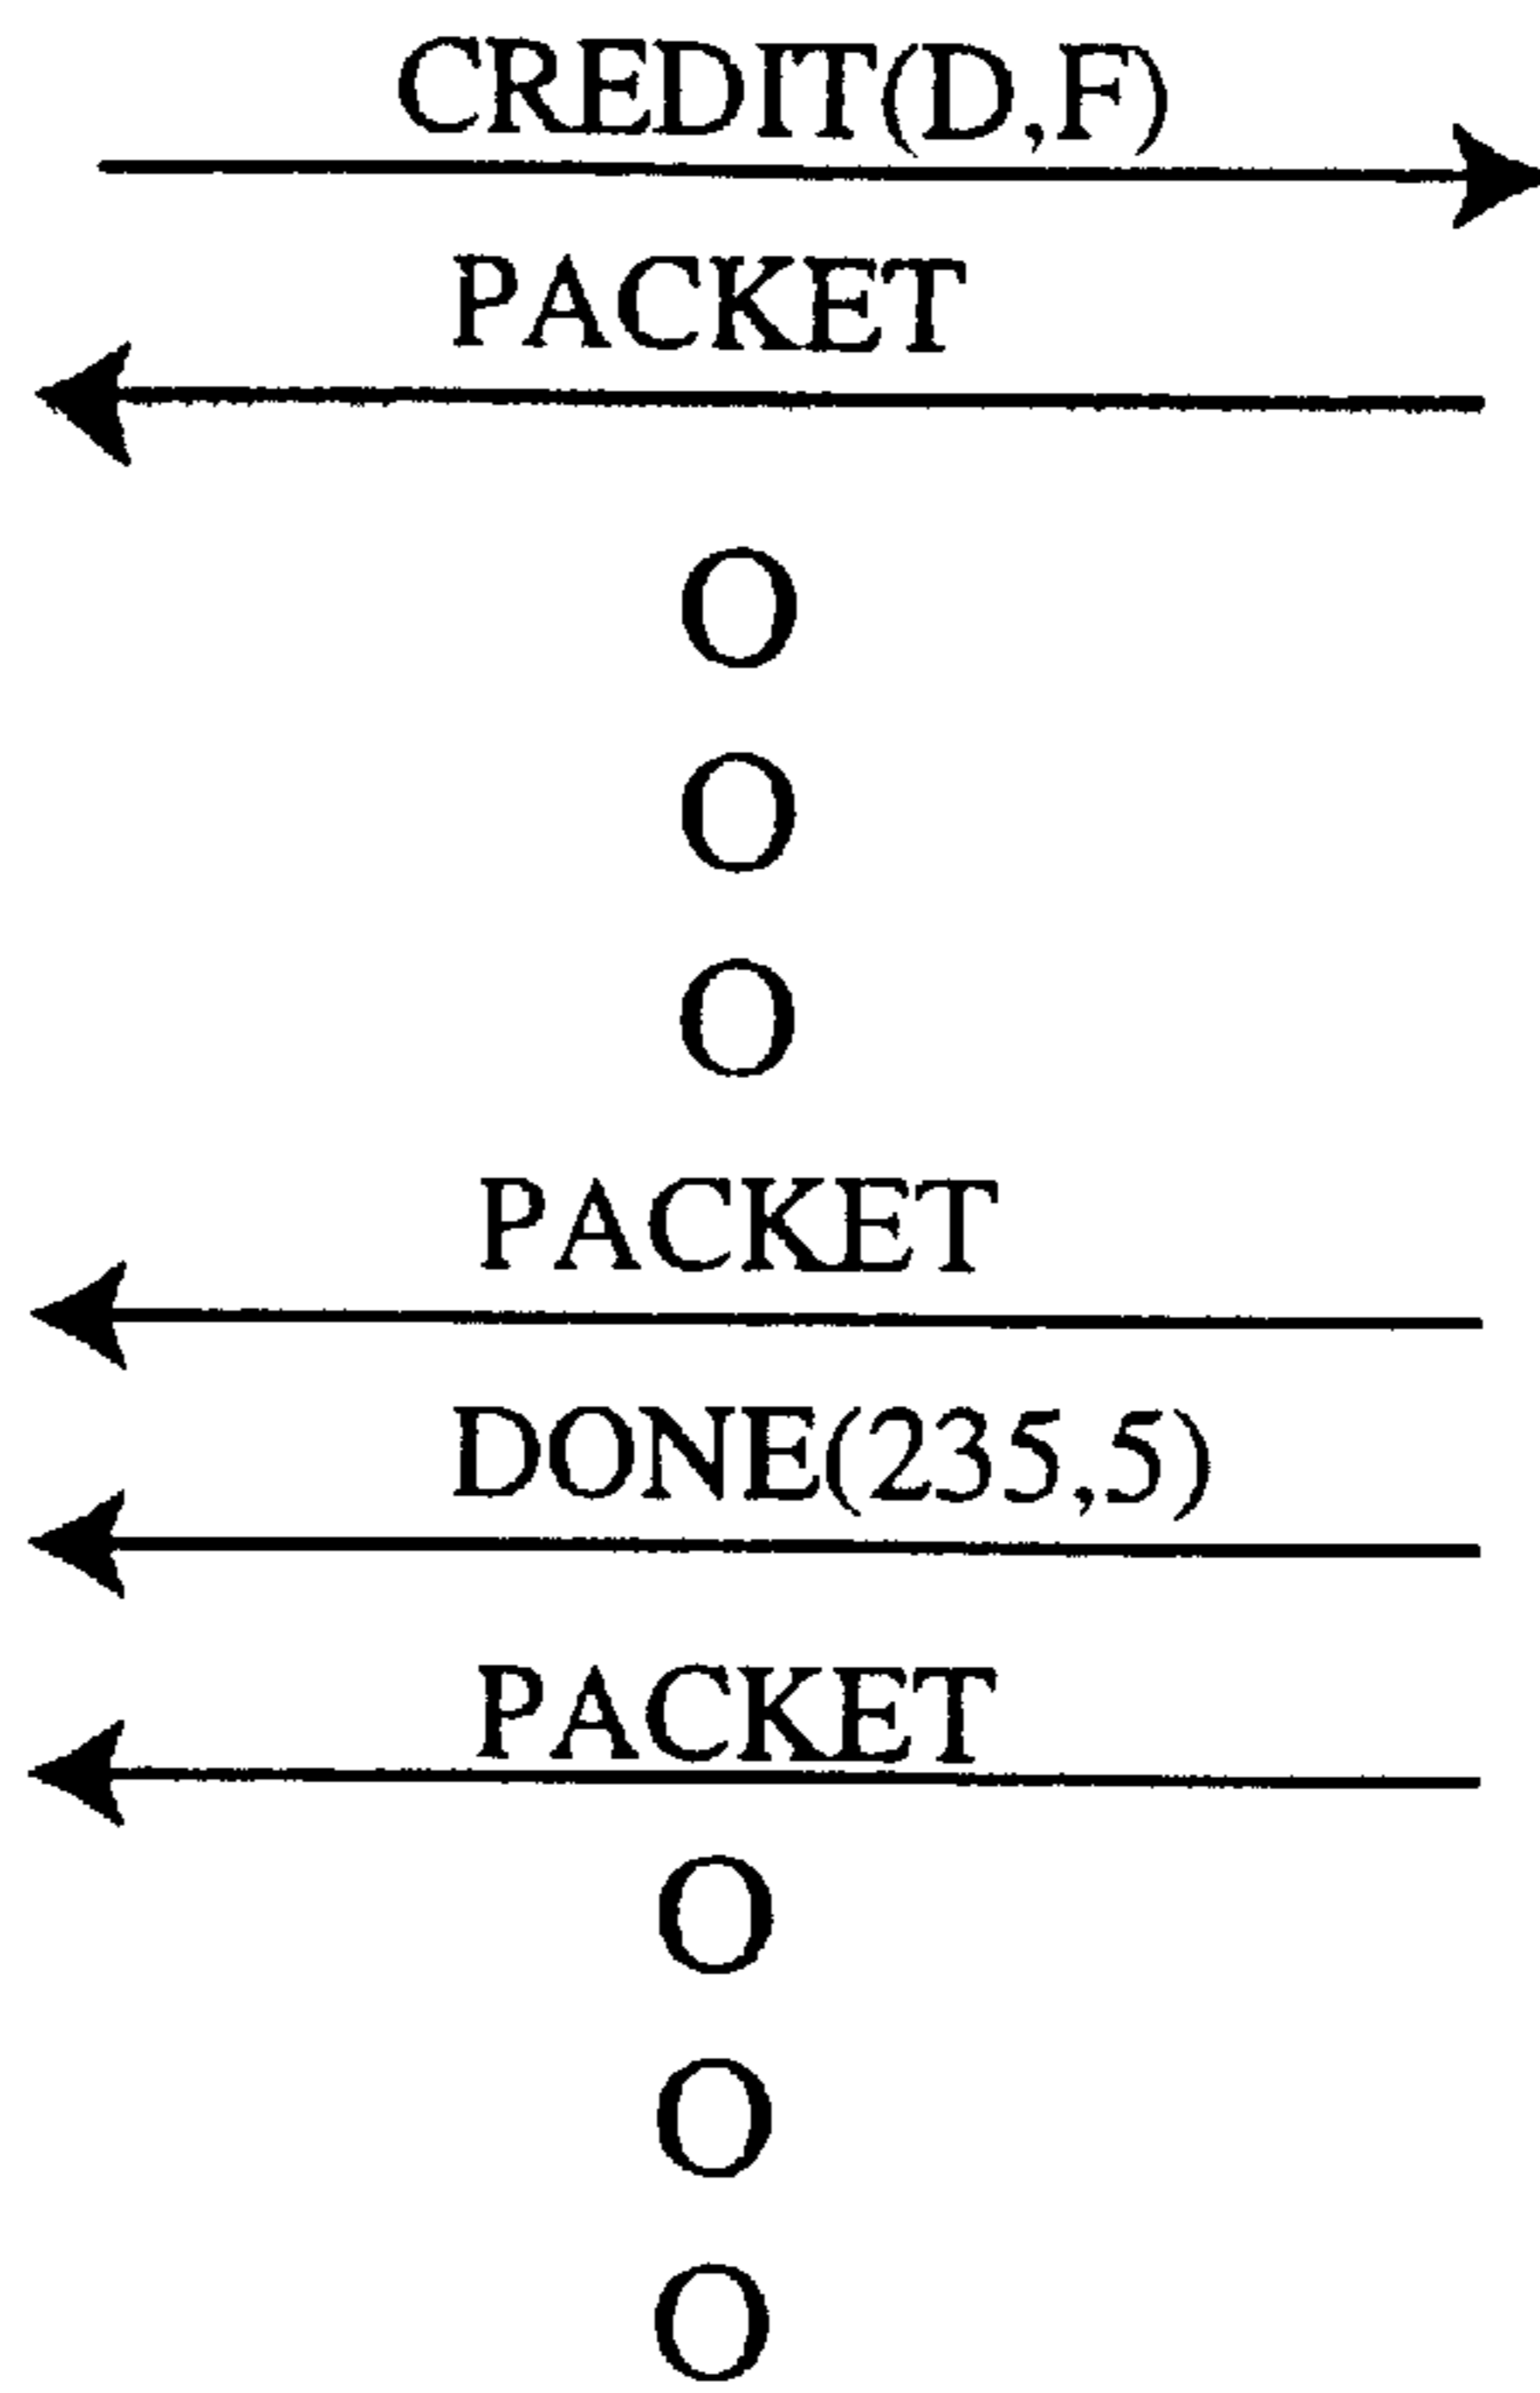 CREDIT(D,F)
PACKET
O
O
O
PACKET
DONE(235,5)
PACKET
O
O
O